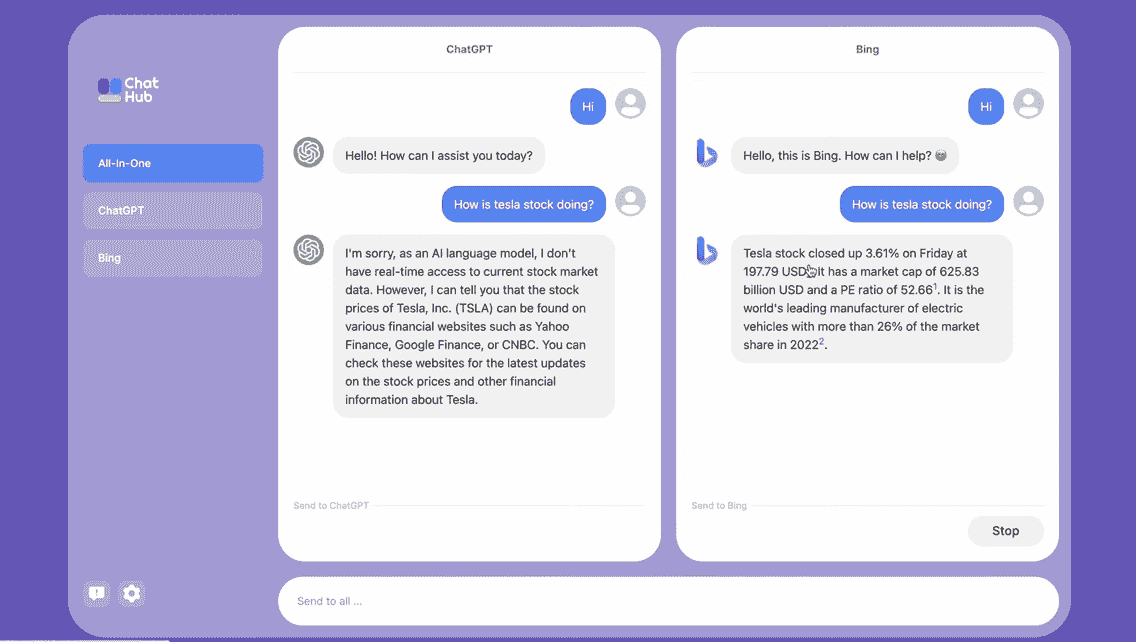 Chat
Hub
All-In-One
ChatGPT
Bing
ChatGPT
Hi
Hello! How can I assist you today?
How is tesla stock doing?
I'm sorry, as an AI language model, I don't
have real-time access to current stock market
data. However, I can tell you that the stock
prices of Tesla, Inc. (TSLA) can be found on
various financial websites such as Yahoo
Finance, Google Finance, or CNBC. You can
check these websites for the latest updates
on the stock prices and other financial
information about Tesla.
Send to ChatGPT
Bing
Hi
Hello, this is Bing. How can I help? 😀
How is tesla stock doing?
Tesla stock closed up 3.61% on Friday at
197.79 USD. It has a market cap of 625.83
billion USD and a PE ratio of 52.66¹. It is the
world's leading manufacturer of electric
vehicles with more than 26% of the market
share in 2022².
Send to Bing
Stop
Send to all ...